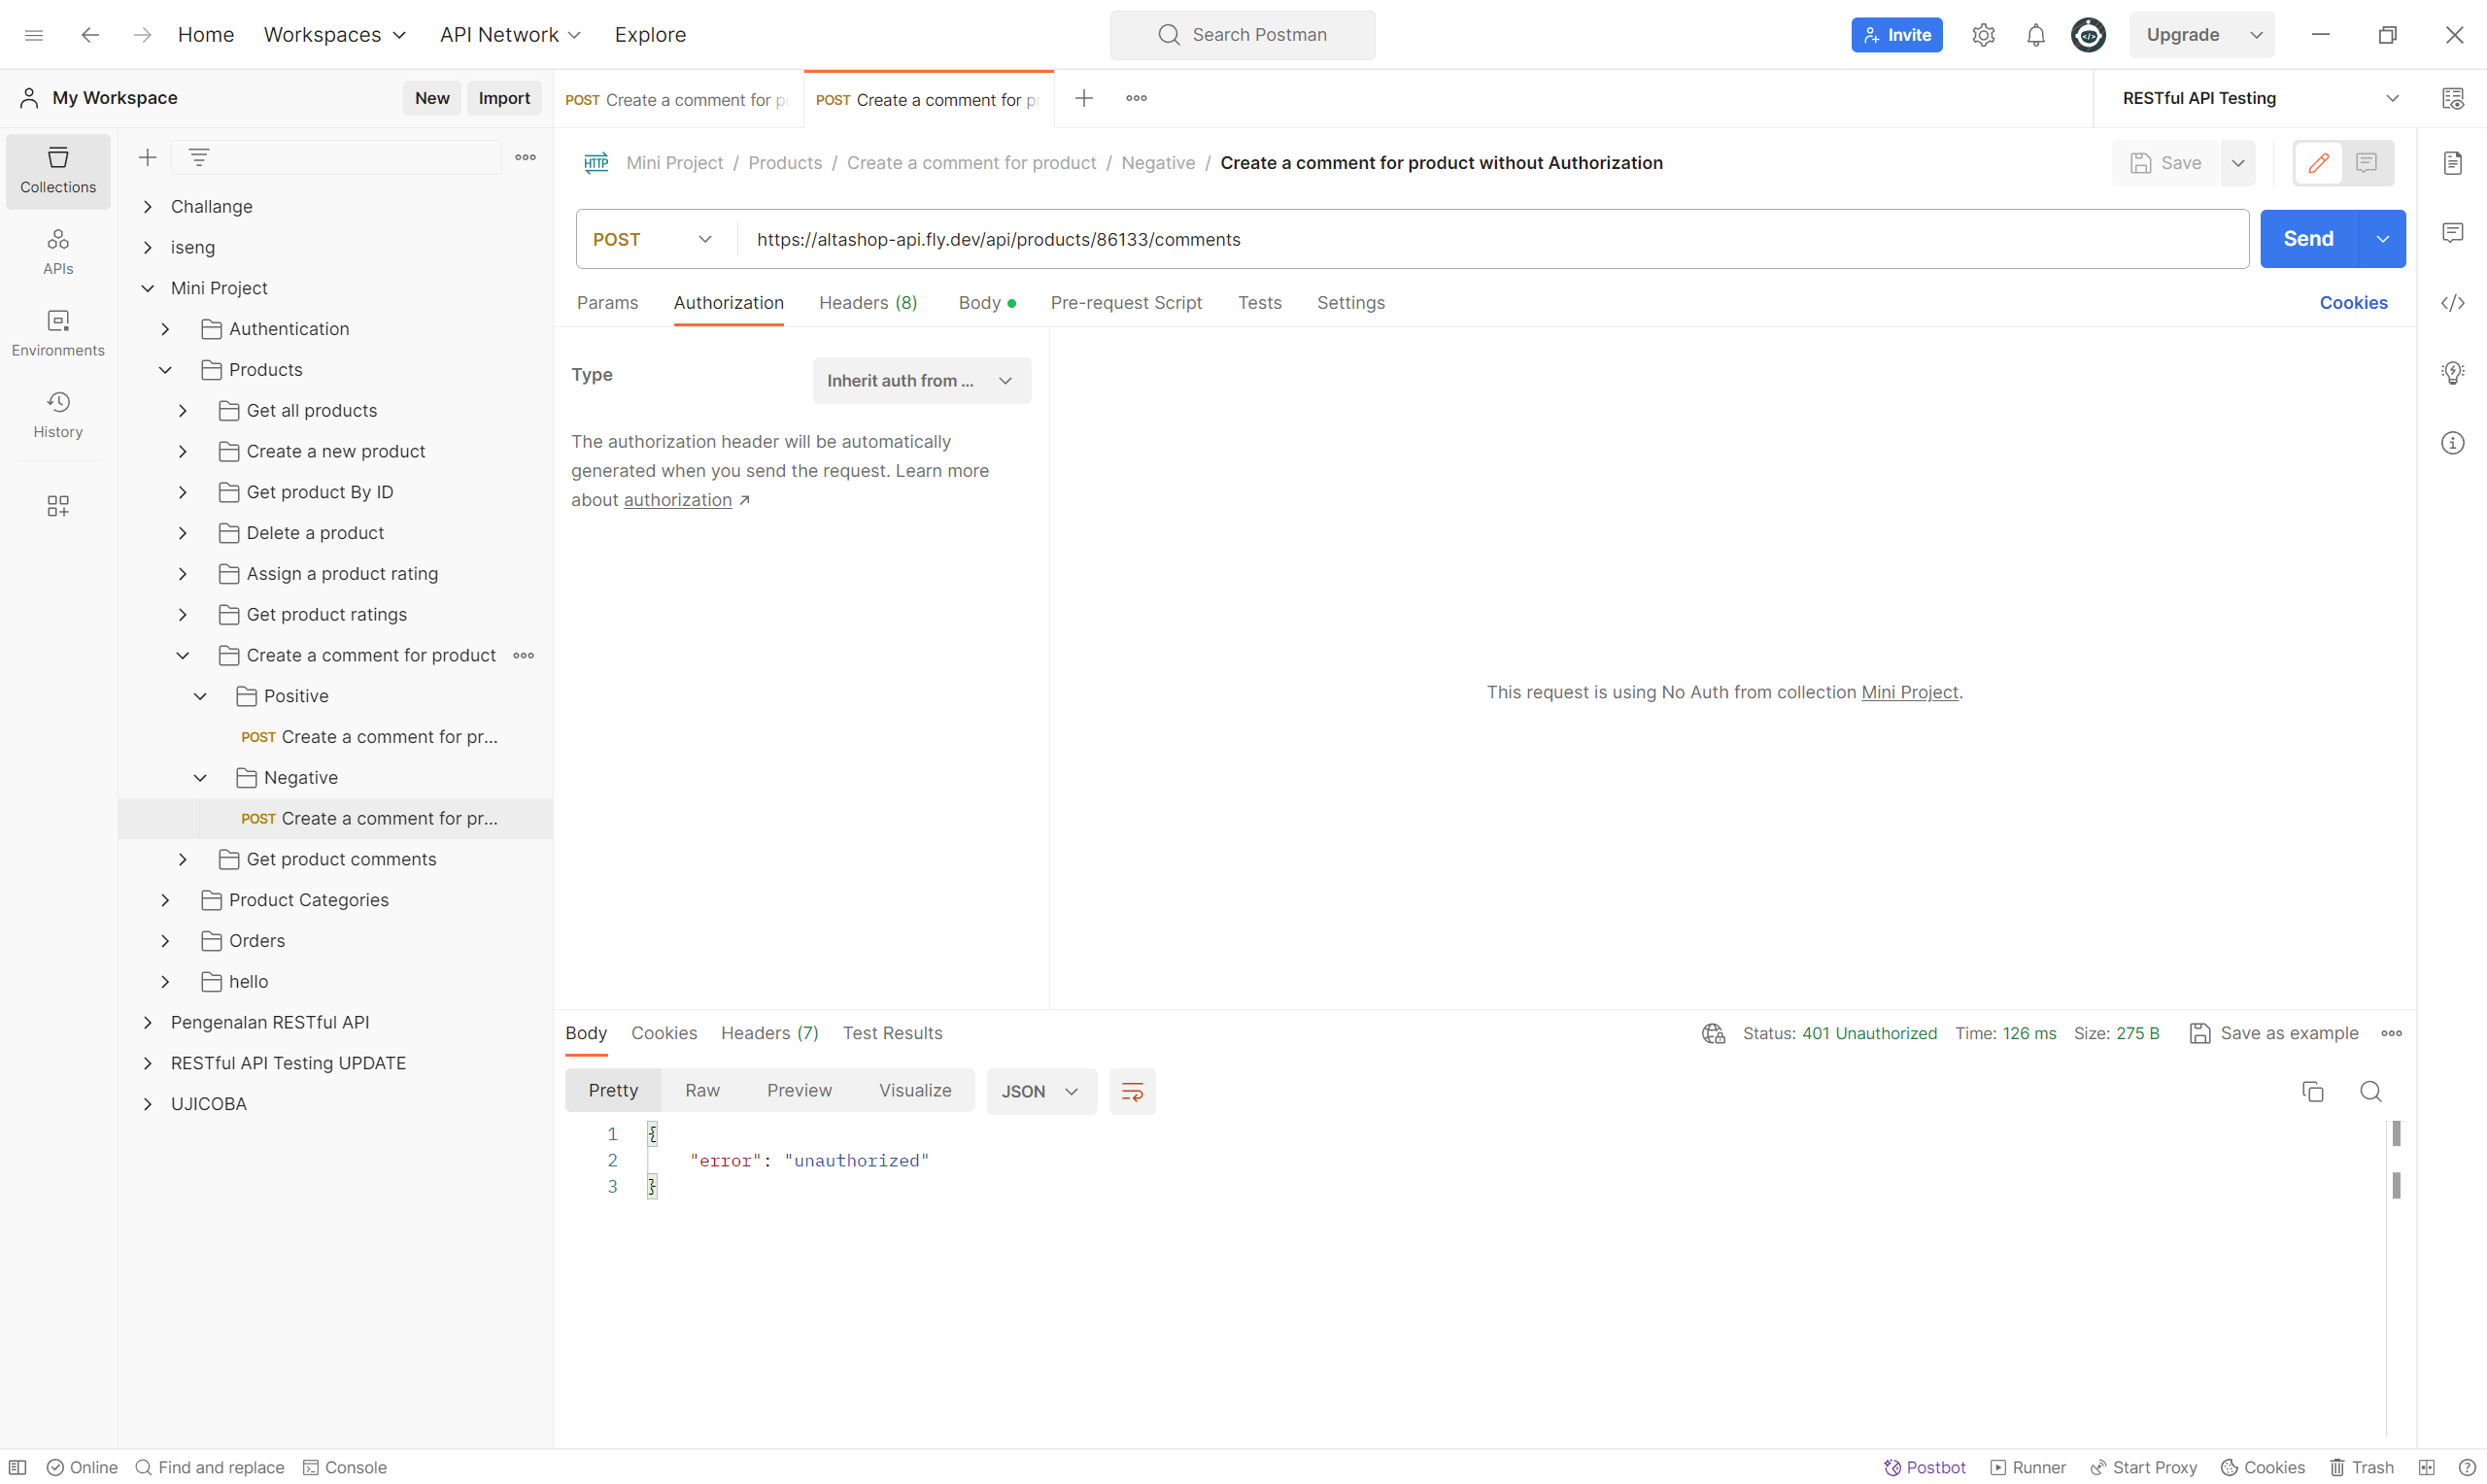 Home Workspaces API Network Explore Search Postman Invite Upgrade
My Workspace New Import POST Create a comment for p POST Create a comment for p RESTful API Testing
Collections
APIs
Environments
History
Challange
iseng
Mini Project
Authentication
Products
Get all products
Create a new product
Get product By ID
Delete a product
Assign a product rating
Get product ratings
Create a comment for product
Positive
POST Create a comment for pr...
Negative
POST Create a comment for pr...
Get product comments
Product Categories
Orders
hello
Pengenalan RESTful API
RESTful API Testing UPDATE
UJICOBA
HTTP Mini Project / Products / Create a comment for product / Negative / Create a comment for product without Authorization Save
POST https://altashop-api.fly.dev/api/products/86133/comments Send
Params Authorization Headers (8) Body Pre-request Script Tests Settings Cookies
Type Inherit auth from ...
The authorization header will be automatically
generated when you send the request. Learn more
about authorization ↗
This request is using No Auth from collection Mini Project.
Body Cookies Headers (7) Test Results Status: 401 Unauthorized Time: 126 ms Size: 275 B Save as example
Pretty Raw Preview Visualize JSON
1 {
2 "error": "unauthorized"
3 }
Online Find and replace Console Postbot Runner Start Proxy Cookies Trash